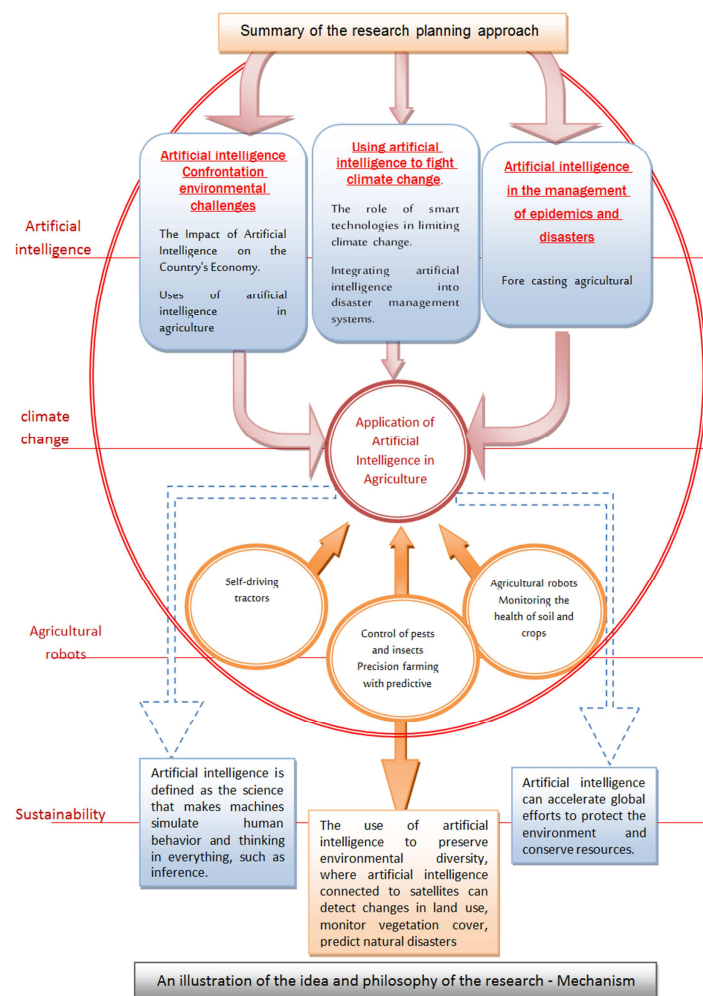 Summary of the research planning approach
Artificial intelligence
Confrontation
environmental
challenges
The Impact of Artificial
Intelligence on the
Country's Economy.
Uses of artificial
intelligence in
agriculture
Using artificial
intelligence to fight
climate change.
The role of smart
technologies in limiting
climate change.
Integrating artificial
intelligence into
disaster management
systems.
Artificial intelligence
in the management
of epidemics and
disasters
Fore casting agricultural
Artificial
intelligence
climate
change
Application of
Artificial
Intelligence in
Agriculture
Self-driving
tractors
Control of pests
and insects
Precision farming
with predictive
Agricultural robots
Monitoring the
health of soil and
crops
Agricultural
robots
Sustainability
Artificial intelligence is
defined as the science
that makes machines
simulate human
behavior and thinking
in everything, such as
inference.
The use of artificial
intelligence to preserve
environmental diversity,
where artificial intelligence
connected to satellites can
detect changes in land use,
monitor vegetation cover,
predict natural disasters
Artificial intelligence
can accelerate global
efforts to protect the
environment and
conserve resources.
An illustration of the idea and philosophy of the research - Mechanism